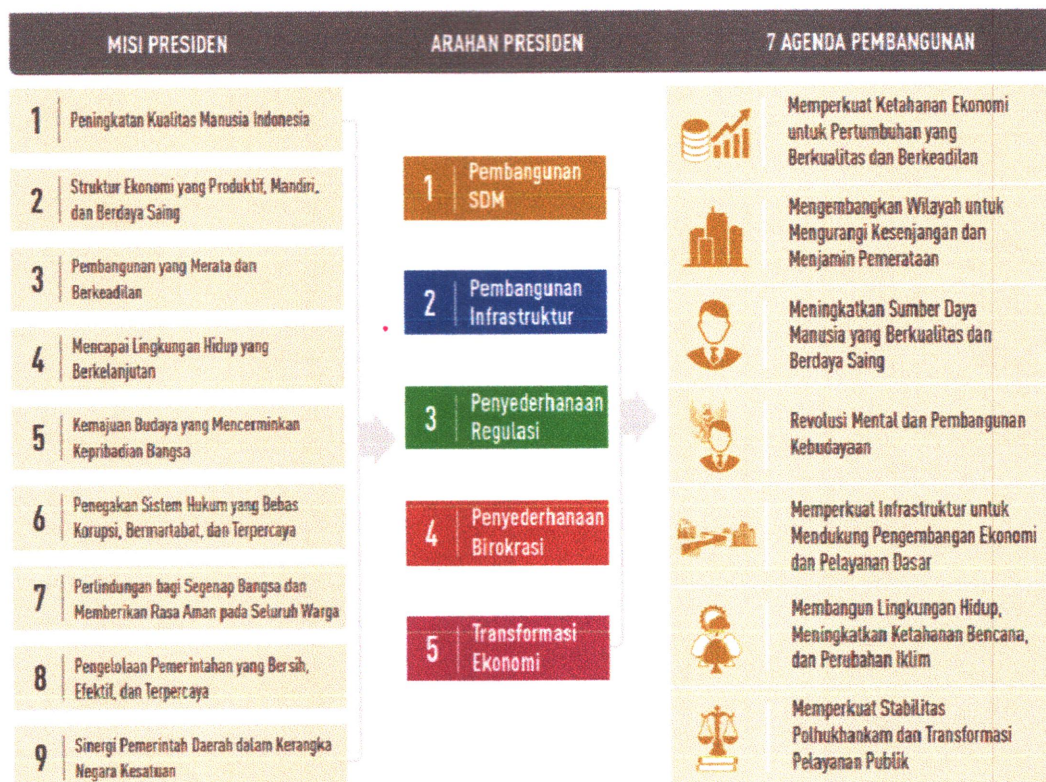 MISI PRESIDEN
ARAHAN PRESIDEN
7 AGENDA PEMBANGUNAN
1
Peningkatan Kualitas Manusia Indonesia
2
Struktur Ekonomi yang Produktif, Mandiri,
dan Berdaya Saing
3
Pembangunan yang Merata dan
Berkeadilan
4
Mencapai Lingkungan Hidup yang
Berkelanjutan
5
Kemajuan Budaya yang Mencerminkan
Kepribadian Bangsa
6
Penegakan Sistem Hukum yang Bebas
Korupsi, Bermartabat, dan Terpercaya
7
Perlindungan bagi Segenap Bangsa dan
Memberikan Rasa Aman pada Seluruh Warga
8
Pengelolaan Pemerintahan yang Bersih,
Efektif, dan Terpercaya
9
Sinergi Pemerintah Daerah dalam Kerangka
Negara Kesatuan
1
Pembangunan
SDM
2
Pembangunan
Infrastruktur
3
Penyederhanaan
Regulasi
4
Penyederhanaan
Birokrasi
5
Transformasi
Ekonomi
Memperkuat Ketahanan Ekonomi
untuk Pertumbuhan yang
Berkualitas dan Berkeadilan
Mengembangkan Wilayah untuk
Mengurangi Kesenjangan dan
Menjamin Pemerataan
Meningkatkan Sumber Daya
Manusia yang Berkualitas dan
Berdaya Saing
Revolusi Mental dan Pembangunan
Kebudayaan
Memperkuat Infrastruktur untuk
Mendukung Pengembangan Ekonomi
dan Pelayanan Dasar
Membangun Lingkungan Hidup,
Meningkatkan Ketahanan Bencana,
dan Perubahan Iklim
Memperkuat Stabilitas
Polhukhankam dan Transformasi
Pelayanan Publik